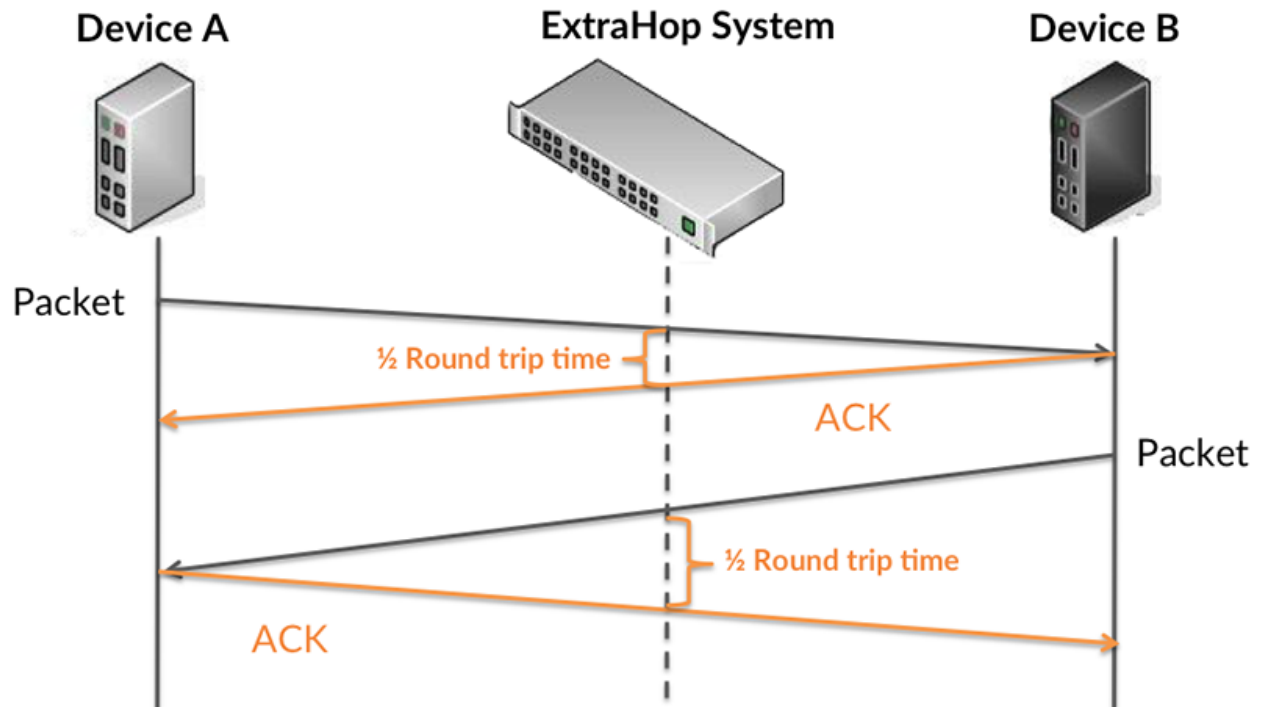 Device A
ExtraHop System
Device B
Packet
½ Round trip time
ACK
Packet
½ Round trip time
ACK